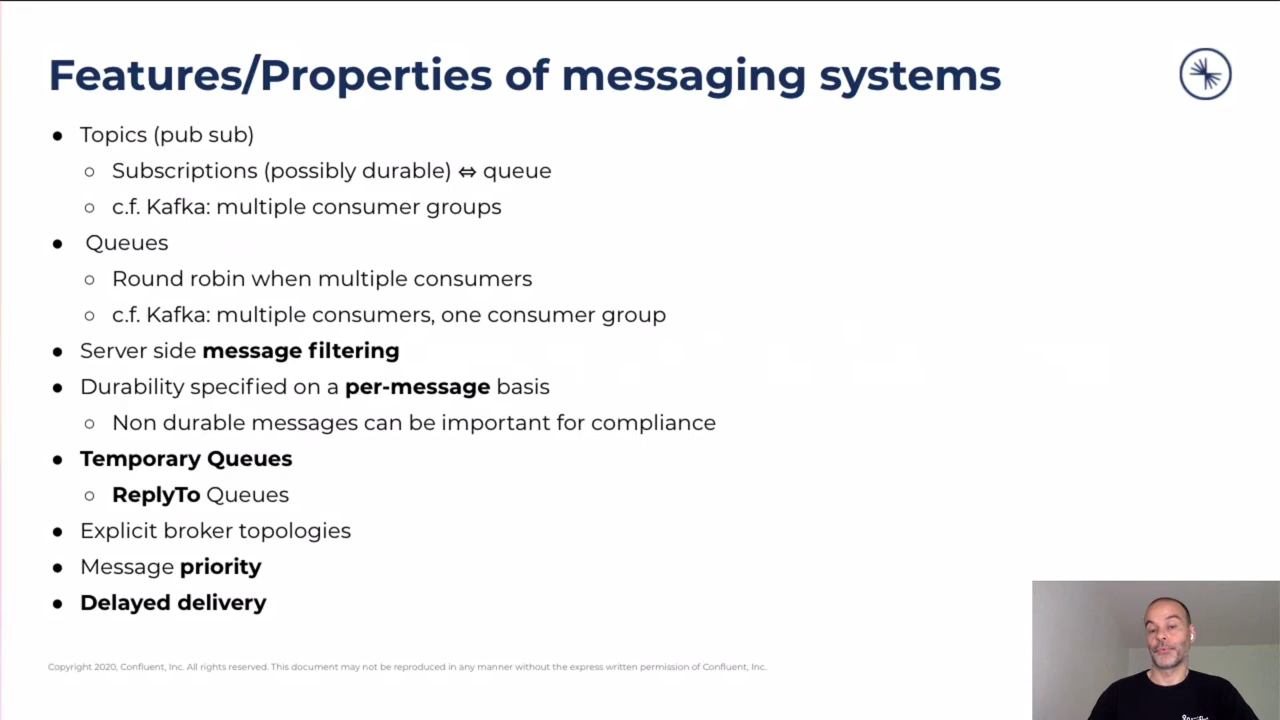 Features/Properties of messaging systems
● Topics (pub sub)
○ Subscriptions (possibly durable) ⇔ queue
○ c.f. Kafka: multiple consumer groups
● Queues
○ Round robin when multiple consumers
○ c.f. Kafka: multiple consumers, one consumer group
● Server side message filtering
● Durability specified on a per-message basis
○ Non durable messages can be important for compliance
● Temporary Queues
○ ReplyTo Queues
● Explicit broker topologies
● Message priority
● Delayed delivery
Copyright 2020, Confluent, Inc. All rights reserved. This document may not be reproduced in any manner without the express written permission of Confluent, Inc.